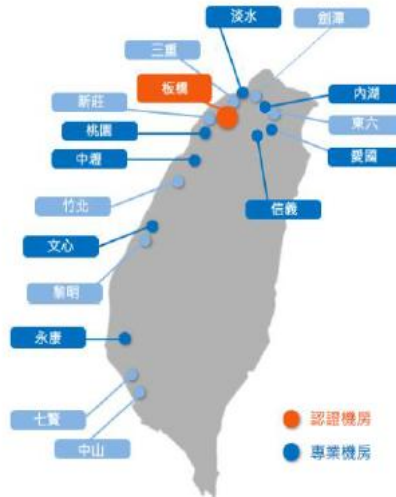 淡水
劍潭
三重
板橋
內湖
新莊
東六
桃園
愛國
中壢
信義
竹北
文心
黎明
永康
七賢
中山
認證機房
專業機房